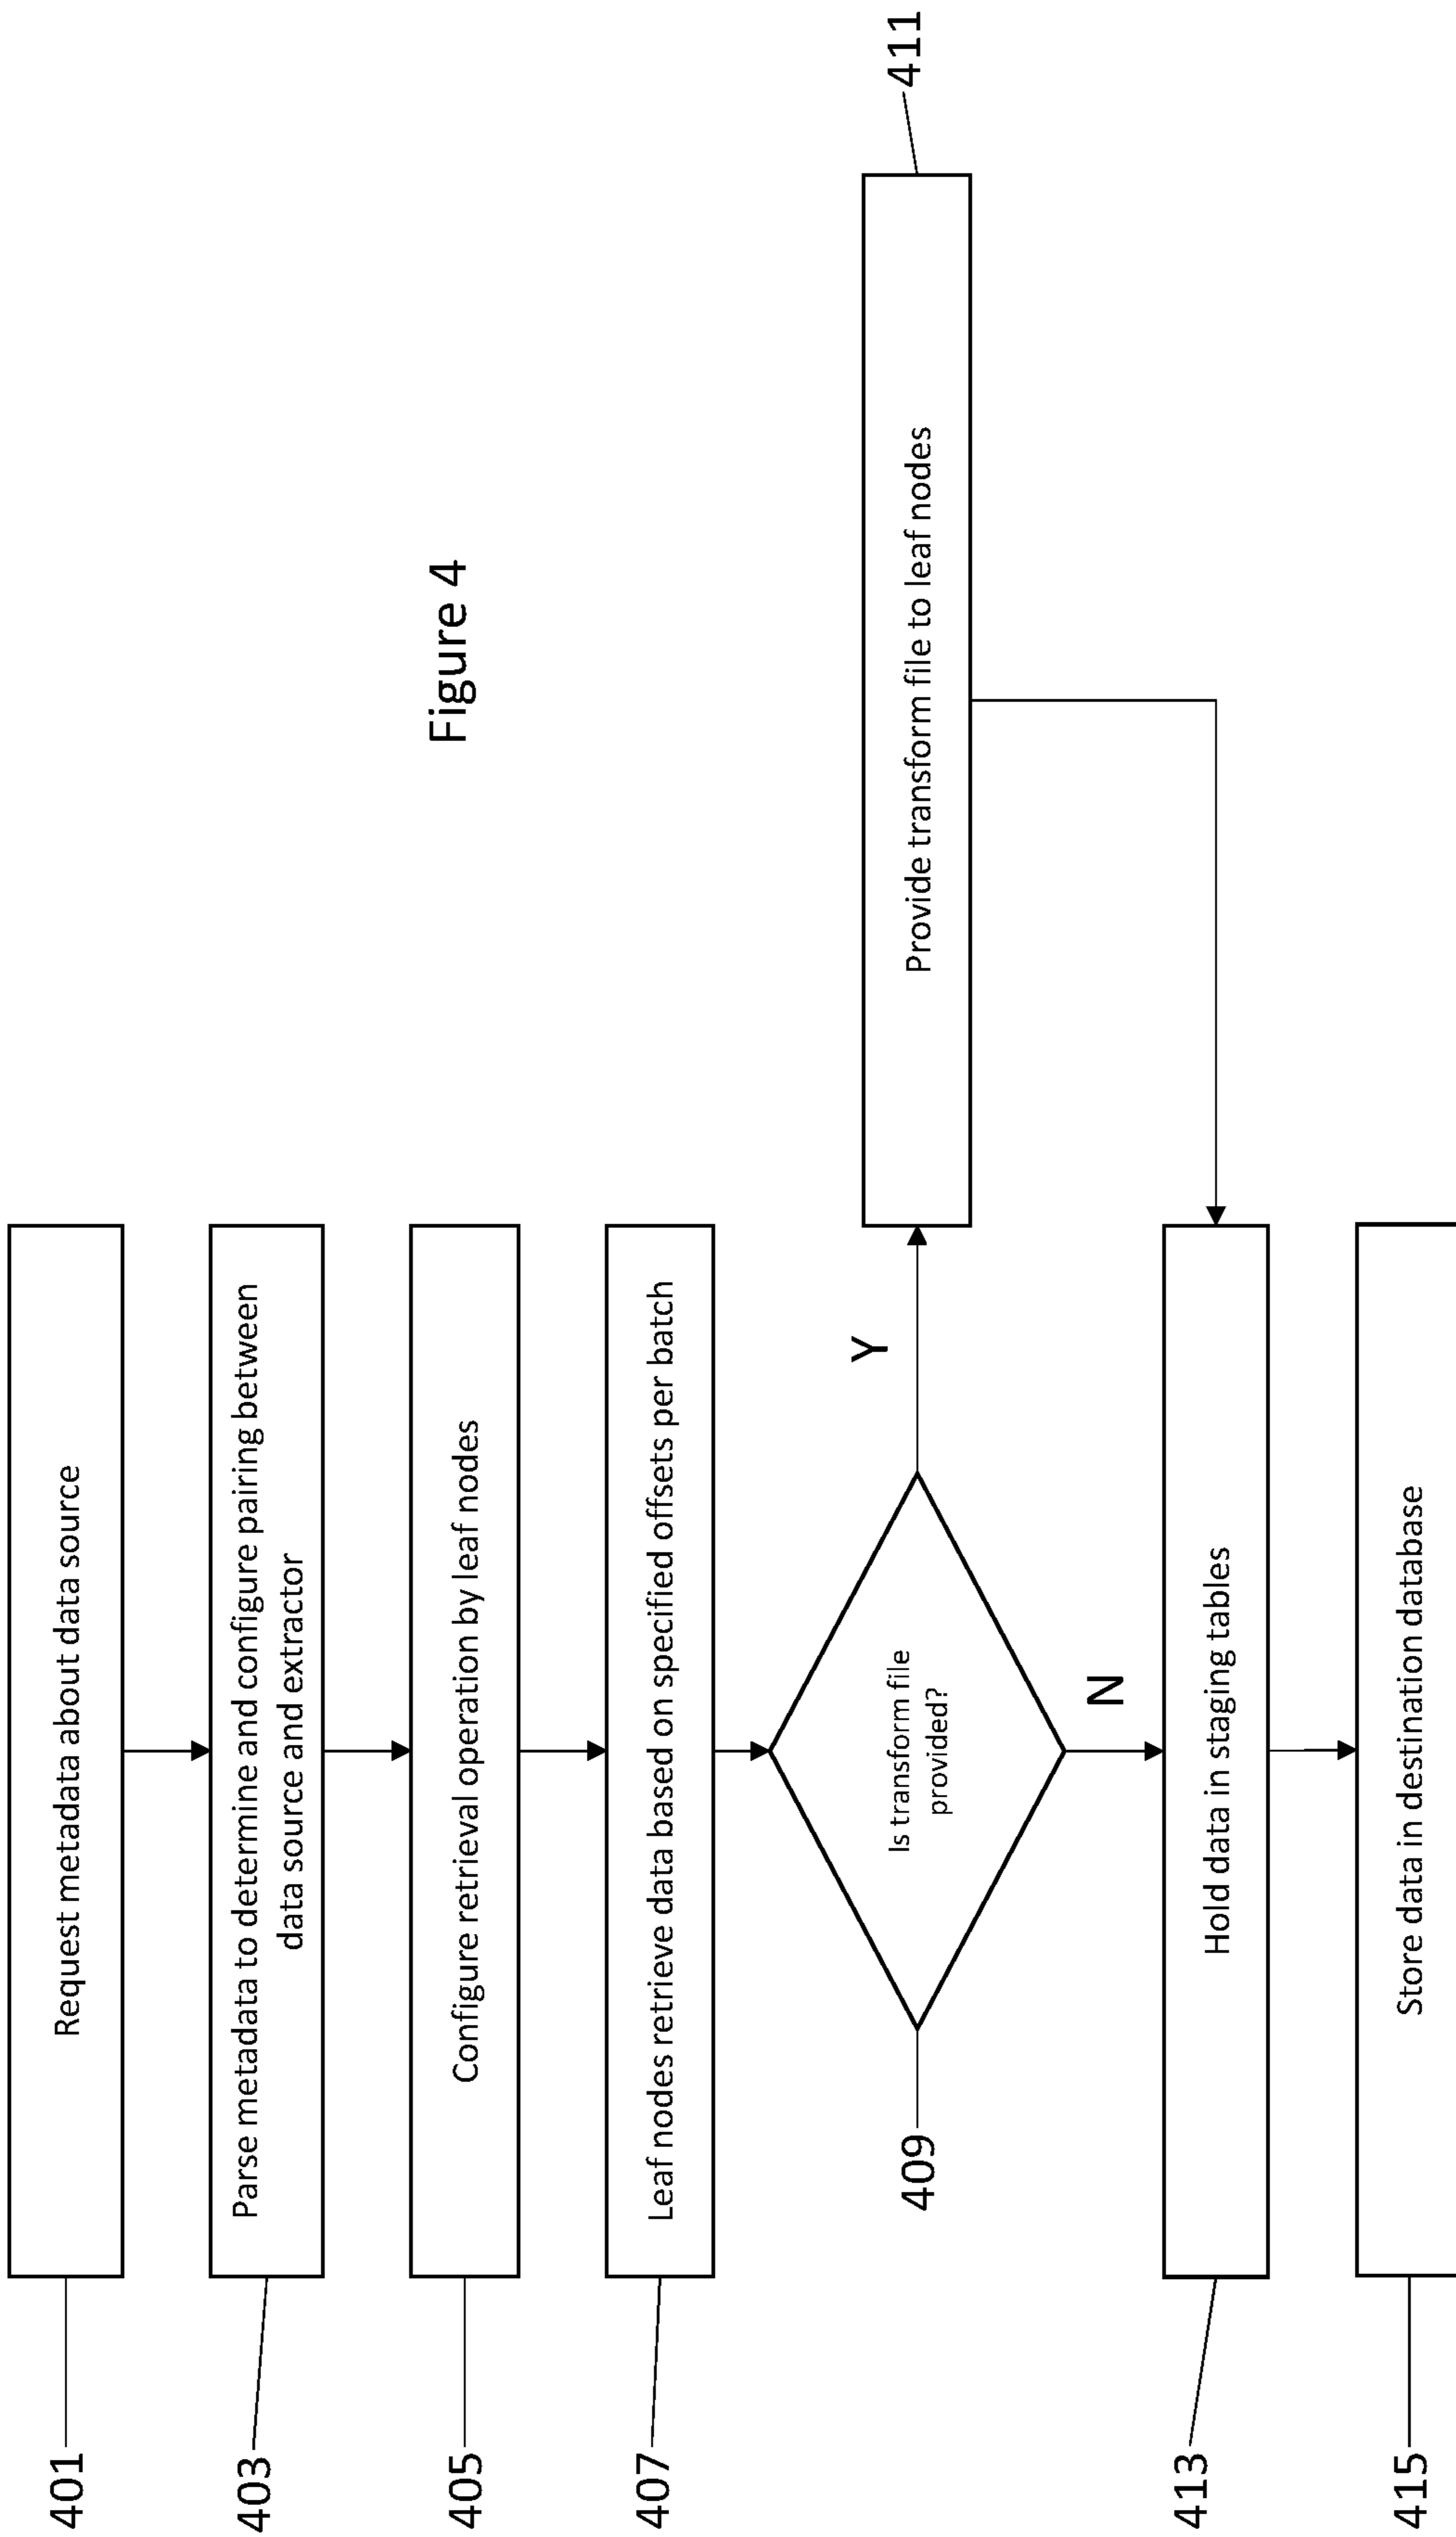 401
Request metadata about data source
403
Parse metadata to determine and configure pairing between
data source and extractor
405
Configure retrieval operation by leaf nodes
Figure 4
407
Leaf nodes retrieve data based on specified offsets per batch
409
Is transform file
provided?
Y
Provide transform file to leaf nodes
411
N
413
Hold data in staging tables
415
Store data in destination database